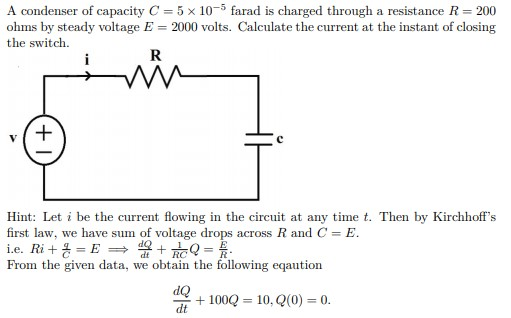 A condenser of capacity C = 5 × 10⁻⁵ farad is charged through a resistance R = 200
ohms by steady voltage E = 2000 volts. Calculate the current at the instant of closing
the switch.
i
R
v
+
c
Hint: Let i be the current flowing in the circuit at any time t. Then by Kirchhoff's
first law, we have sum of voltage drops across R and C = E.
i.e. Ri + q/C = E ⟹ dQ/dt + 1/RC Q = E/R.
From the given data, we obtain the following eqaution
dQ/dt + 100Q = 10, Q(0) = 0.